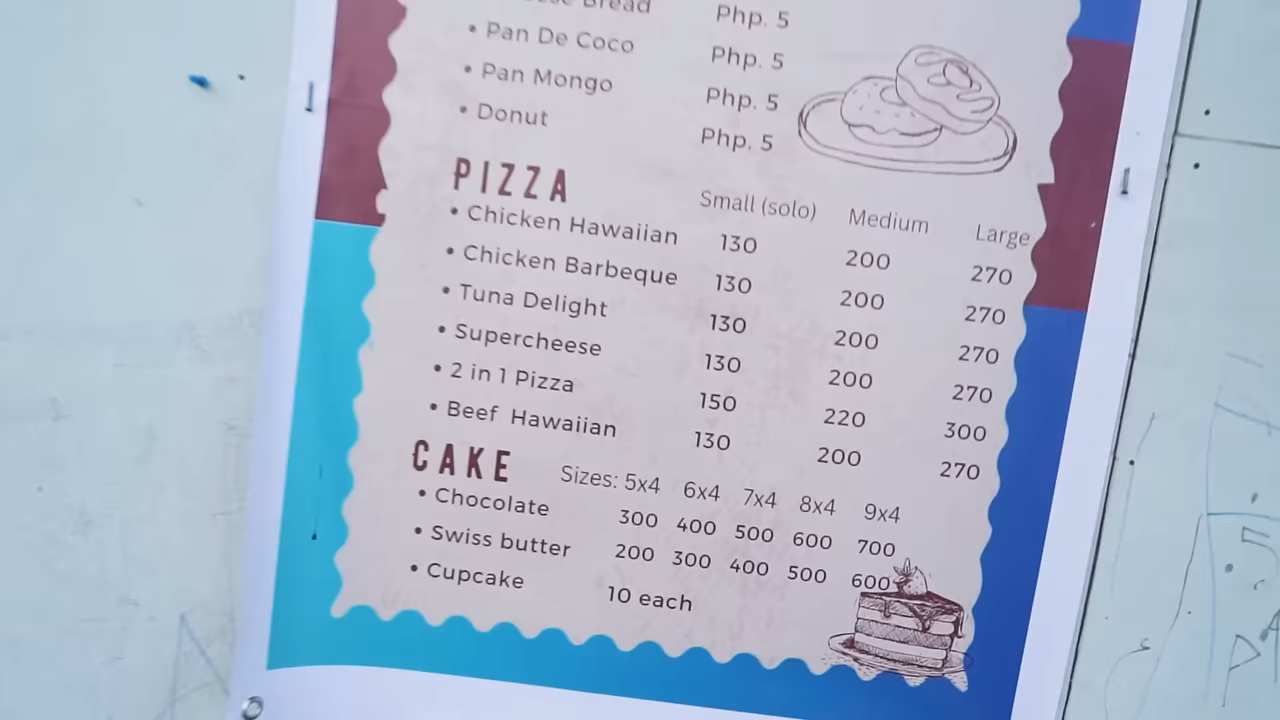 Bread Php. 5
• Pan De Coco Php. 5
• Pan Mongo Php. 5
• Donut Php. 5
PIZZA Small (solo) Medium Large
• Chicken Hawaiian 130 200 270
• Chicken Barbeque 130 200 270
• Tuna Delight 130 200 270
• Supercheese 130 200 270
• 2 in 1 Pizza 150 220 300
• Beef Hawaiian 130 200 270
CAKE Sizes: 5x4 6x4 7x4 8x4 9x4
• Chocolate 300 400 500 600 700
• Swiss butter 200 300 400 500 600
• Cupcake 10 each